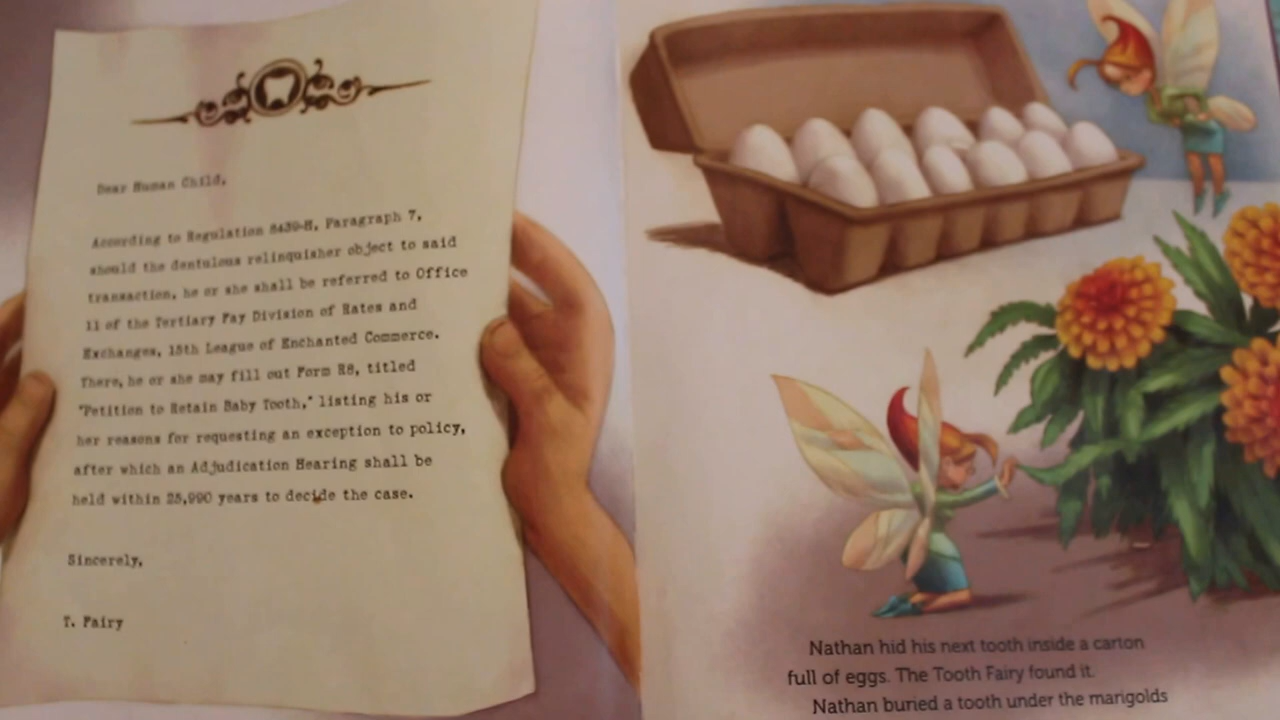 Dear Human Child,
According to Regulation 8439-H, Paragraph 7,
should the dentulous relinquisher object to said
transaction, he or she shall be referred to Office
11 of the Tertiary Pay Division of Rates and
Exchanges, 15th League of Enchanted Commerce.
There, he or she may fill out Form R8, titled
"Petition to Retain Baby Tooth," listing his or
her reasons for requesting an exception to policy,
after which an Adjudication Hearing shall be
held within 25,990 years to decide the case.
Sincerely,
T. Fairy
Nathan hid his next tooth inside a carton
full of eggs. The Tooth Fairy found it.
Nathan buried a tooth under the marigolds